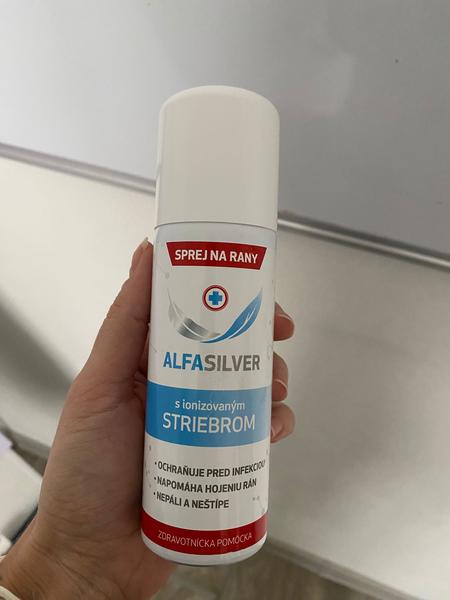 SPREJ NA RANY
ALFASILVER
s ionizovaným
STRIEBROM
• OCHRAŇUJE PRED INFEKCIOU
• NAPOMÁHA HOJENIU RÁN
• NEPÁLI A NEŠTÍPE
ZDRAVOTNÍCKA POMÔCKA